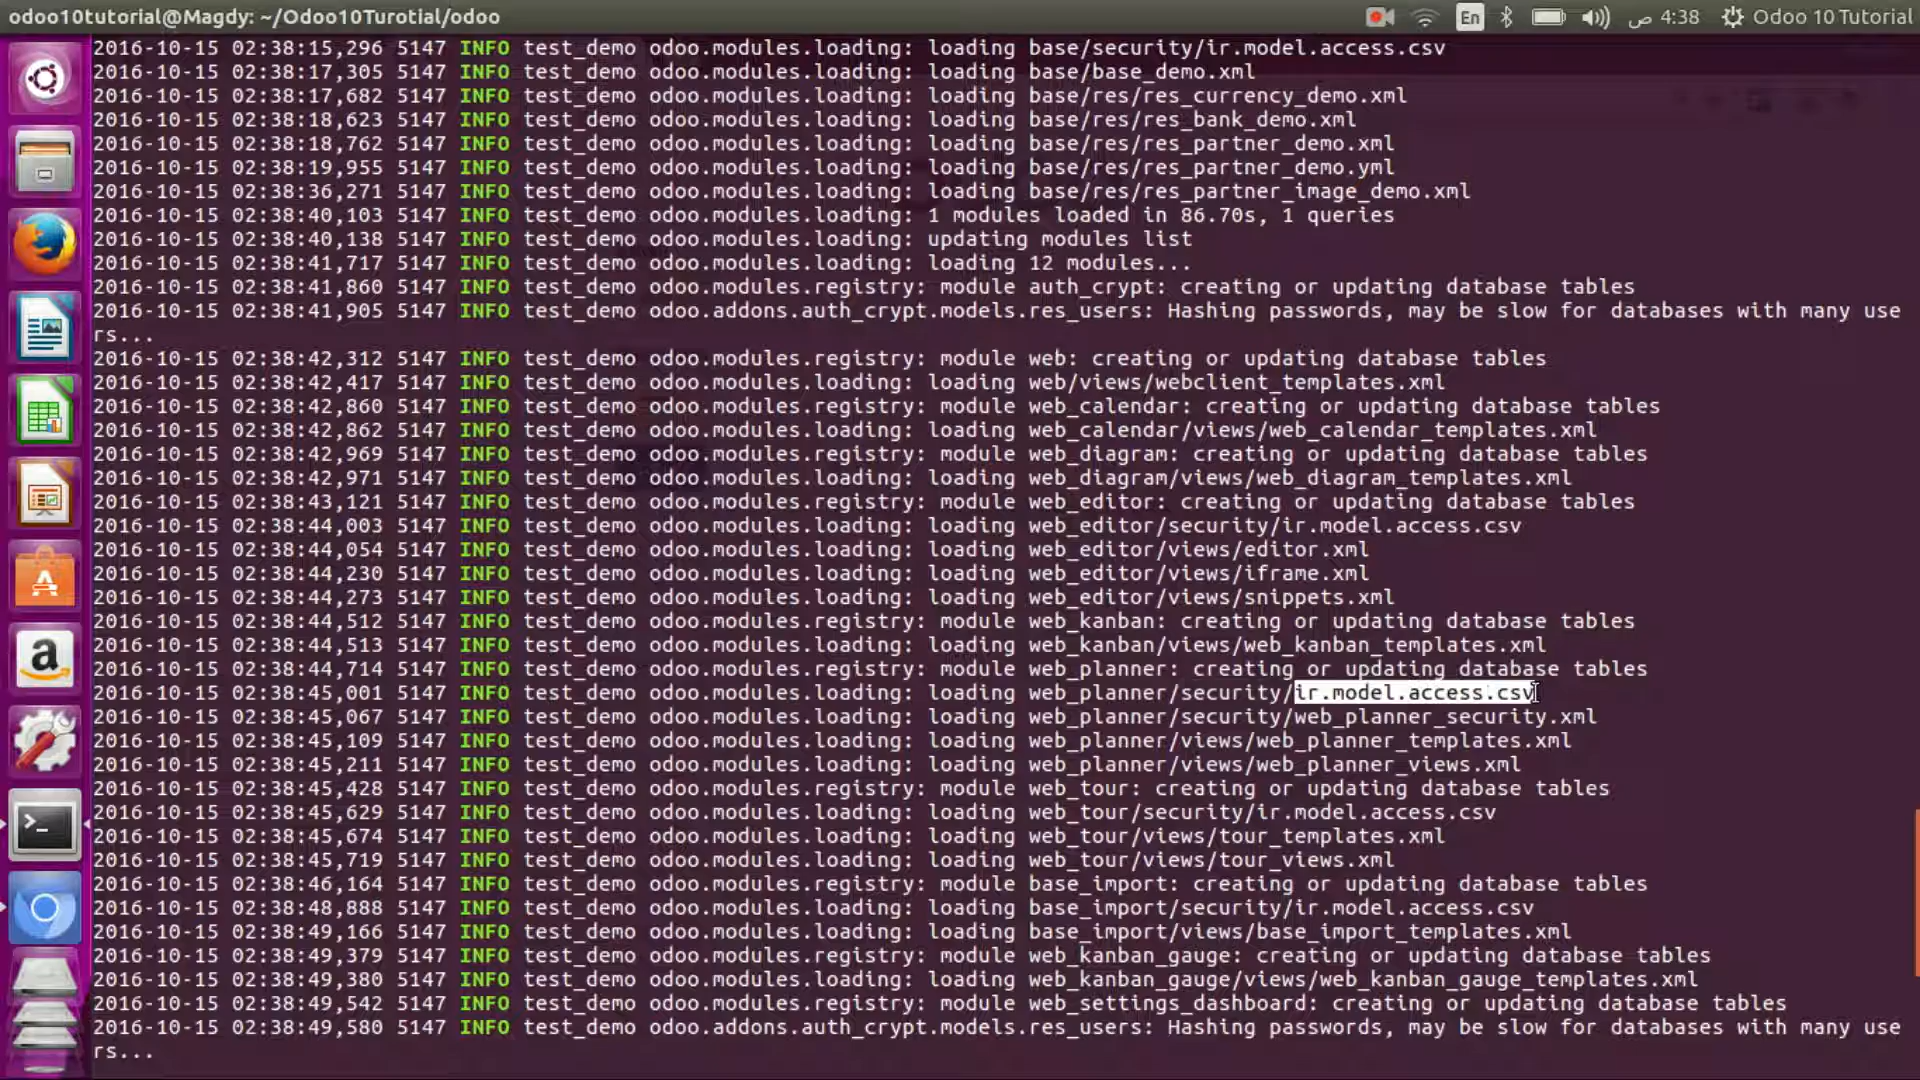 odoo10tutorial@Magdy: ~/Odoo10Turotial/odoo
En
ص 4:38
Odoo 10 Tutorial
2016-10-15 02:38:15,296 5147 INFO test_demo odoo.modules.loading: loading base/security/ir.model.access.csv
2016-10-15 02:38:17,305 5147 INFO test_demo odoo.modules.loading: loading base/base_demo.xml
2016-10-15 02:38:17,682 5147 INFO test_demo odoo.modules.loading: loading base/res/res_currency_demo.xml
2016-10-15 02:38:18,623 5147 INFO test_demo odoo.modules.loading: loading base/res/res_bank_demo.xml
2016-10-15 02:38:18,762 5147 INFO test_demo odoo.modules.loading: loading base/res/res_partner_demo.xml
2016-10-15 02:38:19,955 5147 INFO test_demo odoo.modules.loading: loading base/res/res_partner_demo.yml
2016-10-15 02:38:36,271 5147 INFO test_demo odoo.modules.loading: loading base/res/res_partner_image_demo.xml
2016-10-15 02:38:40,103 5147 INFO test_demo odoo.modules.loading: 1 modules loaded in 86.70s, 1 queries
2016-10-15 02:38:40,138 5147 INFO test_demo odoo.modules.loading: updating modules list
2016-10-15 02:38:41,717 5147 INFO test_demo odoo.modules.loading: loading 12 modules...
2016-10-15 02:38:41,860 5147 INFO test_demo odoo.modules.registry: module auth_crypt: creating or updating database tables
2016-10-15 02:38:41,905 5147 INFO test_demo odoo.addons.auth_crypt.models.res_users: Hashing passwords, may be slow for databases with many use
rs...
2016-10-15 02:38:42,312 5147 INFO test_demo odoo.modules.registry: module web: creating or updating database tables
2016-10-15 02:38:42,417 5147 INFO test_demo odoo.modules.loading: loading web/views/webclient_templates.xml
2016-10-15 02:38:42,860 5147 INFO test_demo odoo.modules.registry: module web_calendar: creating or updating database tables
2016-10-15 02:38:42,862 5147 INFO test_demo odoo.modules.loading: loading web_calendar/views/web_calendar_templates.xml
2016-10-15 02:38:42,969 5147 INFO test_demo odoo.modules.registry: module web_diagram: creating or updating database tables
2016-10-15 02:38:42,971 5147 INFO test_demo odoo.modules.loading: loading web_diagram/views/web_diagram_templates.xml
2016-10-15 02:38:43,121 5147 INFO test_demo odoo.modules.registry: module web_editor: creating or updating database tables
2016-10-15 02:38:44,003 5147 INFO test_demo odoo.modules.loading: loading web_editor/security/ir.model.access.csv
2016-10-15 02:38:44,054 5147 INFO test_demo odoo.modules.loading: loading web_editor/views/editor.xml
2016-10-15 02:38:44,230 5147 INFO test_demo odoo.modules.loading: loading web_editor/views/iframe.xml
2016-10-15 02:38:44,273 5147 INFO test_demo odoo.modules.loading: loading web_editor/views/snippets.xml
2016-10-15 02:38:44,512 5147 INFO test_demo odoo.modules.registry: module web_kanban: creating or updating database tables
2016-10-15 02:38:44,513 5147 INFO test_demo odoo.modules.loading: loading web_kanban/views/web_kanban_templates.xml
2016-10-15 02:38:44,714 5147 INFO test_demo odoo.modules.registry: module web_planner: creating or updating database tables
2016-10-15 02:38:45,001 5147 INFO test_demo odoo.modules.loading: loading web_planner/security/ir.model.access.csv
2016-10-15 02:38:45,067 5147 INFO test_demo odoo.modules.loading: loading web_planner/security/web_planner_security.xml
2016-10-15 02:38:45,109 5147 INFO test_demo odoo.modules.loading: loading web_planner/views/web_planner_templates.xml
2016-10-15 02:38:45,211 5147 INFO test_demo odoo.modules.loading: loading web_planner/views/web_planner_views.xml
2016-10-15 02:38:45,428 5147 INFO test_demo odoo.modules.registry: module web_tour: creating or updating database tables
2016-10-15 02:38:45,629 5147 INFO test_demo odoo.modules.loading: loading web_tour/security/ir.model.access.csv
2016-10-15 02:38:45,674 5147 INFO test_demo odoo.modules.loading: loading web_tour/views/tour_templates.xml
2016-10-15 02:38:45,719 5147 INFO test_demo odoo.modules.loading: loading web_tour/views/tour_views.xml
2016-10-15 02:38:46,164 5147 INFO test_demo odoo.modules.registry: module base_import: creating or updating database tables
2016-10-15 02:38:48,888 5147 INFO test_demo odoo.modules.loading: loading base_import/security/ir.model.access.csv
2016-10-15 02:38:49,166 5147 INFO test_demo odoo.modules.loading: loading base_import/views/base_import_templates.xml
2016-10-15 02:38:49,379 5147 INFO test_demo odoo.modules.registry: module web_kanban_gauge: creating or updating database tables
2016-10-15 02:38:49,380 5147 INFO test_demo odoo.modules.loading: loading web_kanban_gauge/views/web_kanban_gauge_templates.xml
2016-10-15 02:38:49,542 5147 INFO test_demo odoo.modules.registry: module web_settings_dashboard: creating or updating database tables
2016-10-15 02:38:49,580 5147 INFO test_demo odoo.addons.auth_crypt.models.res_users: Hashing passwords, may be slow for databases with many use
rs...